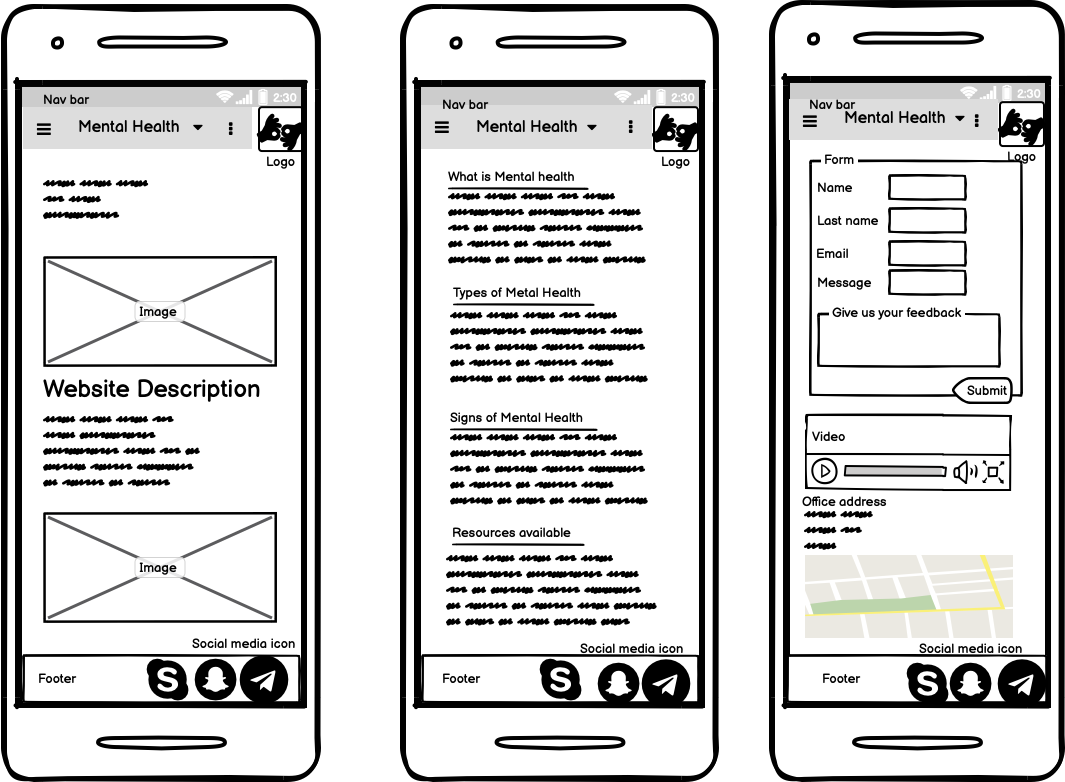 Nav bar
2:30
Mental Health
Logo
Image
Website Description
Image
Social media icon
Footer
S
Nav bar
2:30
Mental Health
Logo
What is Mental health
Types of Metal Health
Signs of Mental Health
Resources available
Social media icon
Footer
S
Nav bar
2:30
Mental Health
Logo
Form
Name
Last name
Email
Message
Give us your feedback
Submit
Video
Office address
Social media icon
Footer
S